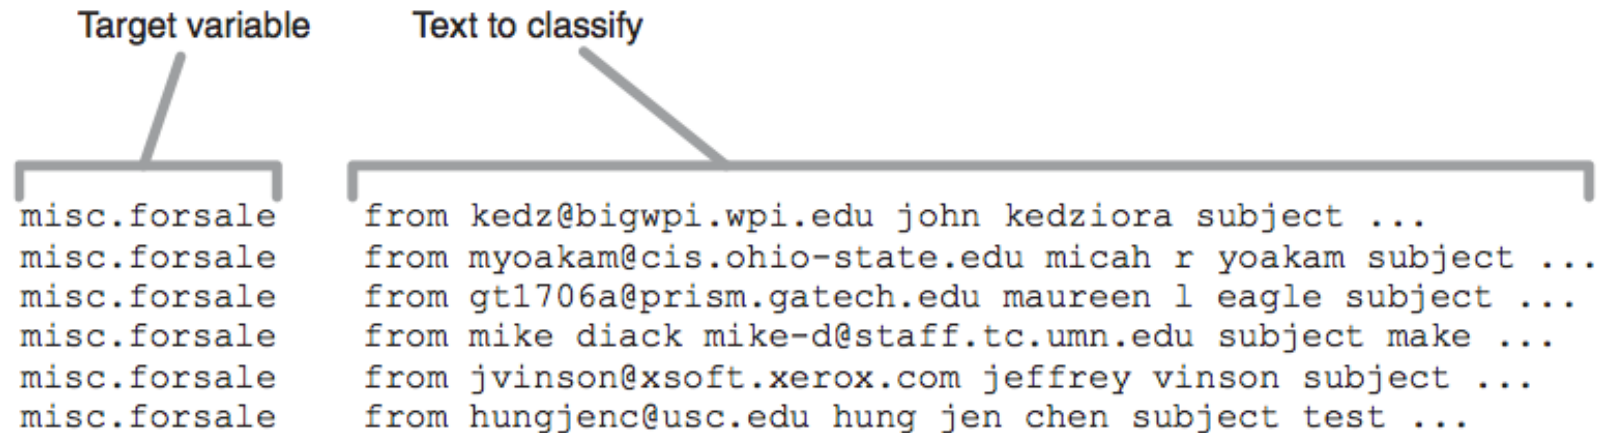 Target variable Text to classify
misc.forsale from kedz@bigwpi.wpi.edu john kedziora subject ...
misc.forsale from myoakam@cis.ohio-state.edu micah r yoakam subject ...
misc.forsale from gt1706a@prism.gatech.edu maureen l eagle subject ...
misc.forsale from mike diack mike-d@staff.tc.umn.edu subject make ...
misc.forsale from jvinson@xsoft.xerox.com jeffrey vinson subject ...
misc.forsale from hungjenc@usc.edu hung jen chen subject test ...